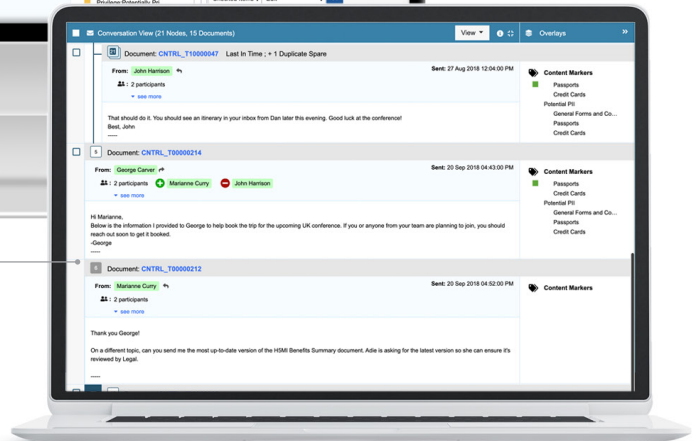 Privilege-Potentially Pri
Conversation View (21 Nodes, 15 Documents)
View
Overlays
Document: CNTRL_T10000047 Last In Time ; + 1 Duplicate Spare
From: John Harrison
Sent: 27 Aug 2018 12:04:00 PM
: 2 participants
see more
That should do it. You should see an itinerary in your inbox from Dan later this evening. Good luck at the conference!
Best, John
-----
Content Markers
Passports
Credit Cards
Potential PII
General Forms and Co...
Passports
Credit Cards
Document: CNTRL_T00000214
From: George Carver
Sent: 20 Sep 2018 04:43:00 PM
: 2 participants Marianne Curry John Harrison
see more
Hi Marianne,
Below is the information I provided to George to help book the trip for the upcoming UK conference. If you or anyone from your team are planning to join, you should
reach out soon to get it booked.
-George
-----
Content Markers
Passports
Credit Cards
Potential PII
General Forms and Co...
Passports
Credit Cards
Document: CNTRL_T00000212
From: Marianne Curry
Sent: 20 Sep 2018 04:52:00 PM
: 2 participants
see more
Thank you George!
On a different topic, can you send me the most up-to-date version of the HSMI Benefits Summary document. Adie is asking for the latest version so she can ensure it's
reviewed by Legal.
-----
Content Markers